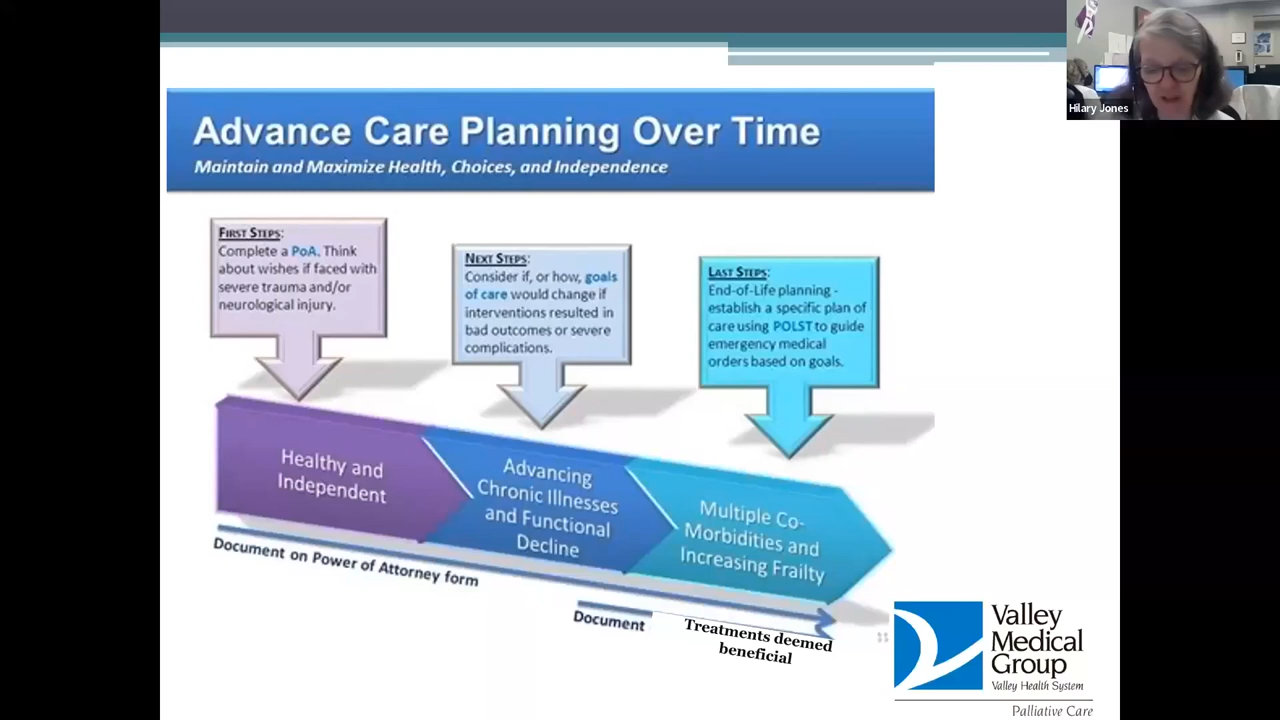 Hilary Jones
Advance Care Planning Over Time
Maintain and Maximize Health, Choices, and Independence
FIRST STEPS:
Complete a PoA. Think
about wishes if faced with
severe trauma and/or
neurological injury.
NEXT STEPS:
Consider if, or how, goals
of care would change if
interventions resulted in
bad outcomes or severe
complications.
LAST STEPS:
End-of-Life planning -
establish a specific plan of
care using POLST to guide
emergency medical
orders based on goals.
Healthy and
Independent
Advancing
Chronic Illnesses
and Functional
Decline
Multiple Co-
Morbidities and
Increasing Frailty
Document on Power of Attorney form
Document
Treatments deemed
beneficial
Valley
Medical
Group
Valley Health System
Palliative Care